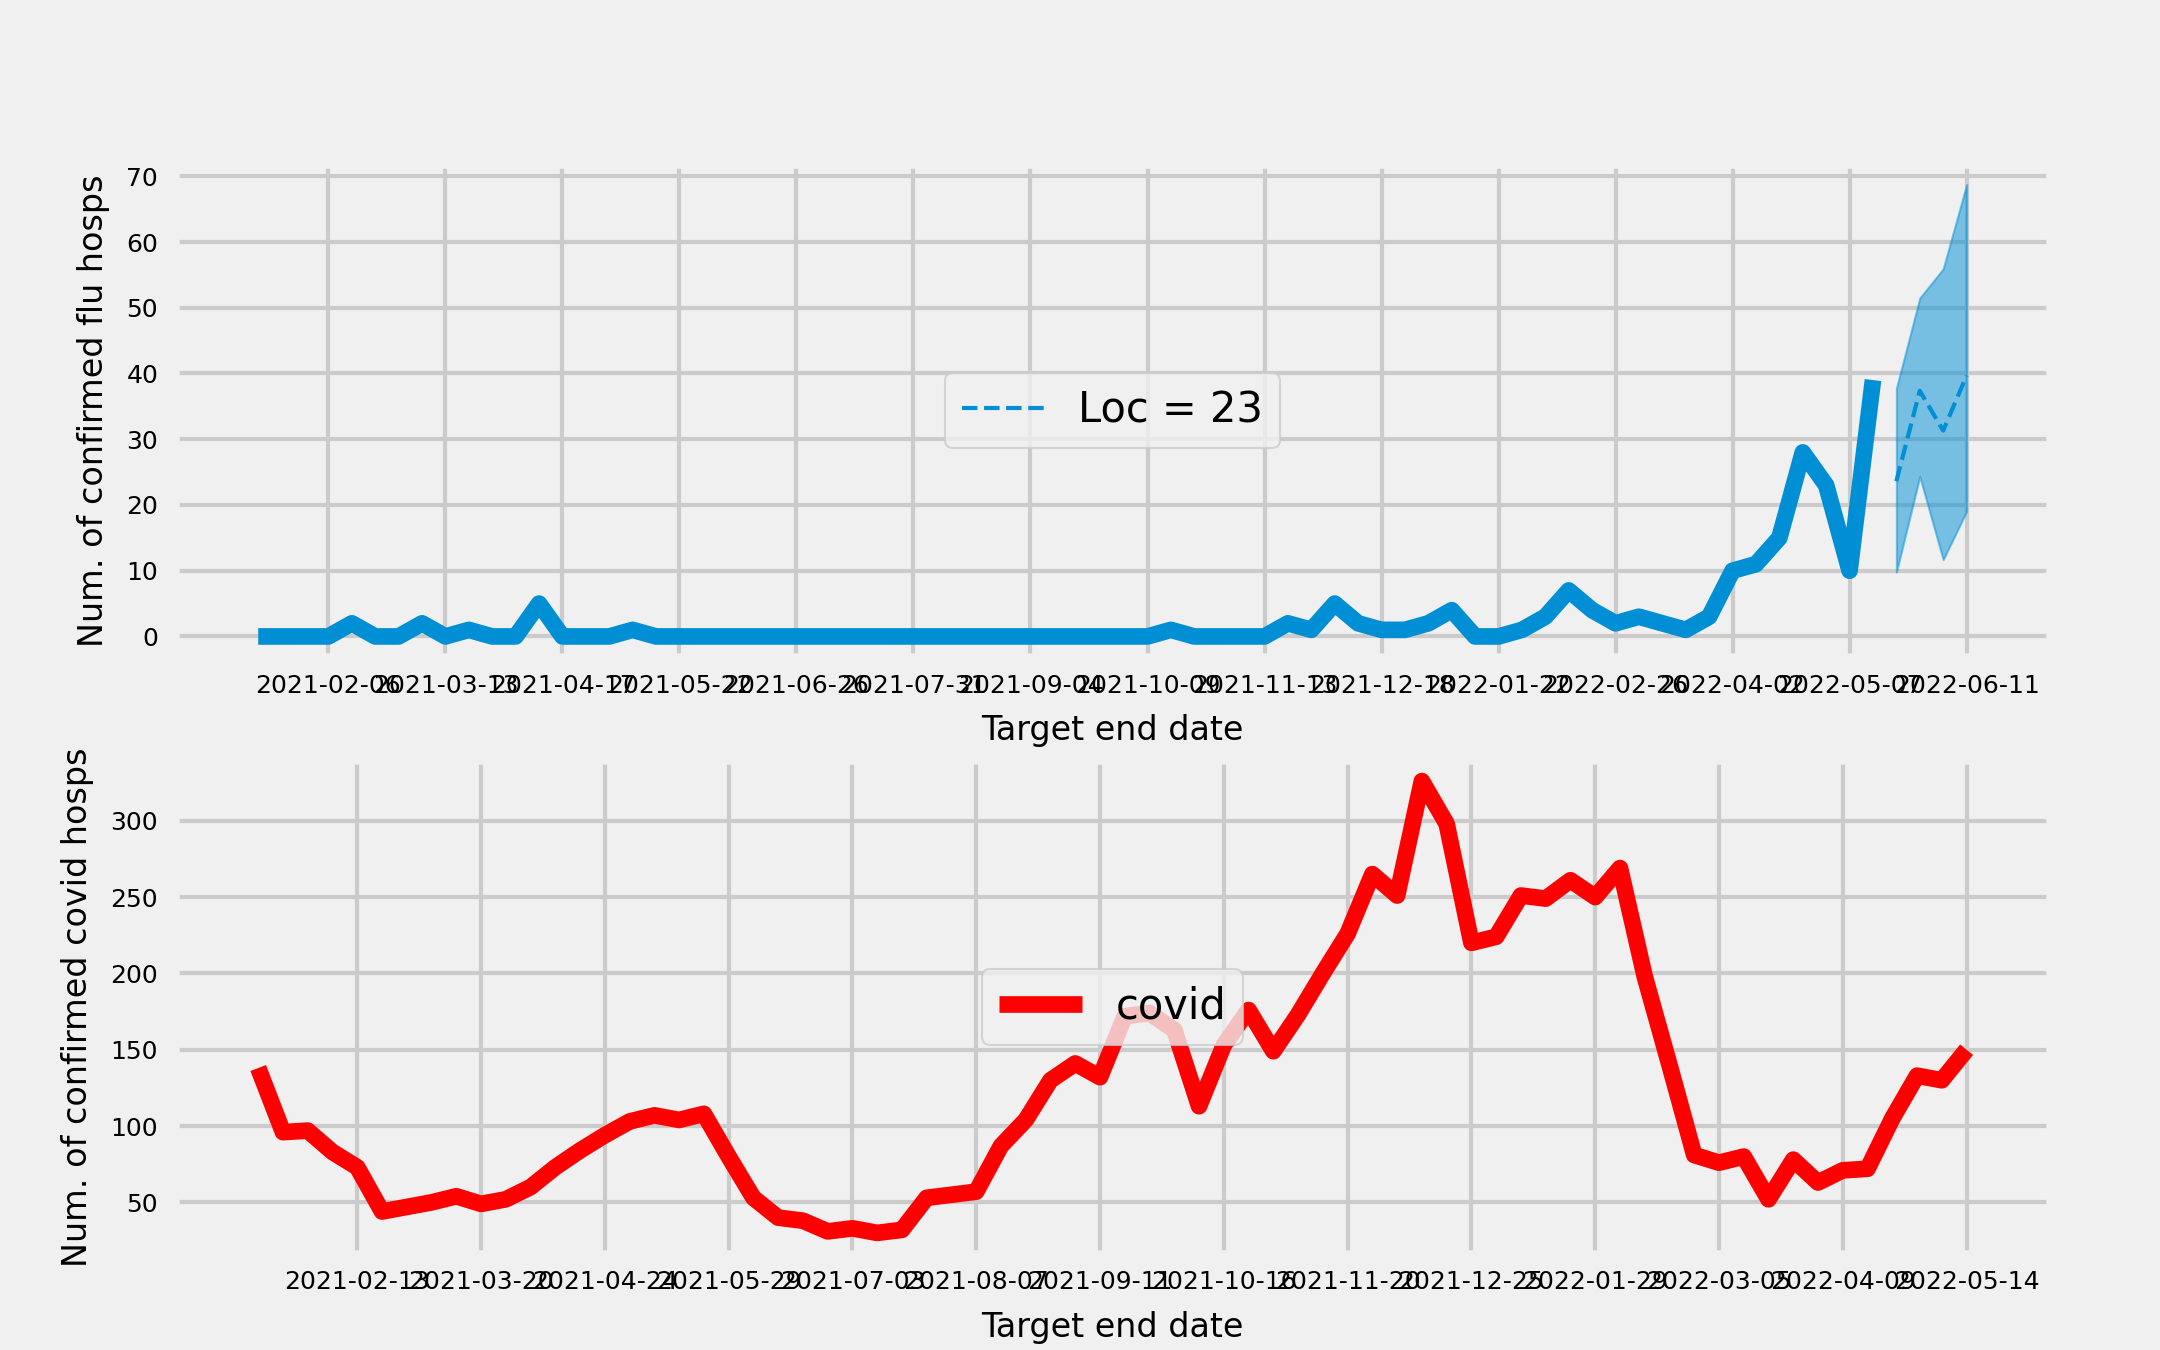 Num. of confirmed flu hosps
70
60
50
40
30
20
10
0
Loc = 23
2021-02-06 2021-03-13 2021-04-17 2021-05-22 2021-06-26 2021-07-31 2021-09-04 2021-10-09 2021-11-13 2021-12-18 2022-01-22 2022-02-26 2022-04-02 2022-05-07 2022-06-11
Target end date
Num. of confirmed covid hosps
300
250
200
150
100
50
covid
2021-02-13 2021-03-20 2021-04-24 2021-05-29 2021-07-03 2021-08-07 2021-09-11 2021-10-16 2021-11-20 2021-12-25 2022-01-29 2022-03-05 2022-04-09 2022-05-14
Target end date